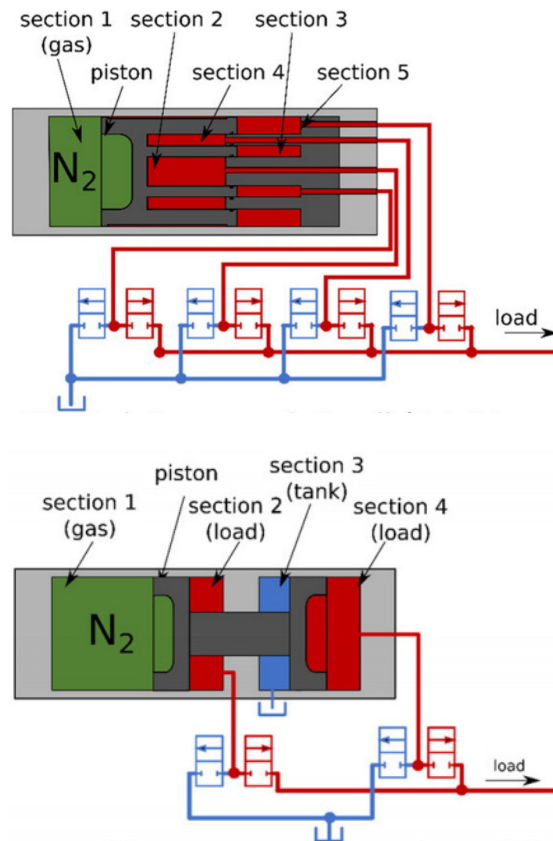 section 1
(gas)
section 2
section 3
piston
section 4
section 5
N2
load
section 3
(tank)
piston
section 1
(gas)
section 2
(load)
section 4
(load)
N2
load